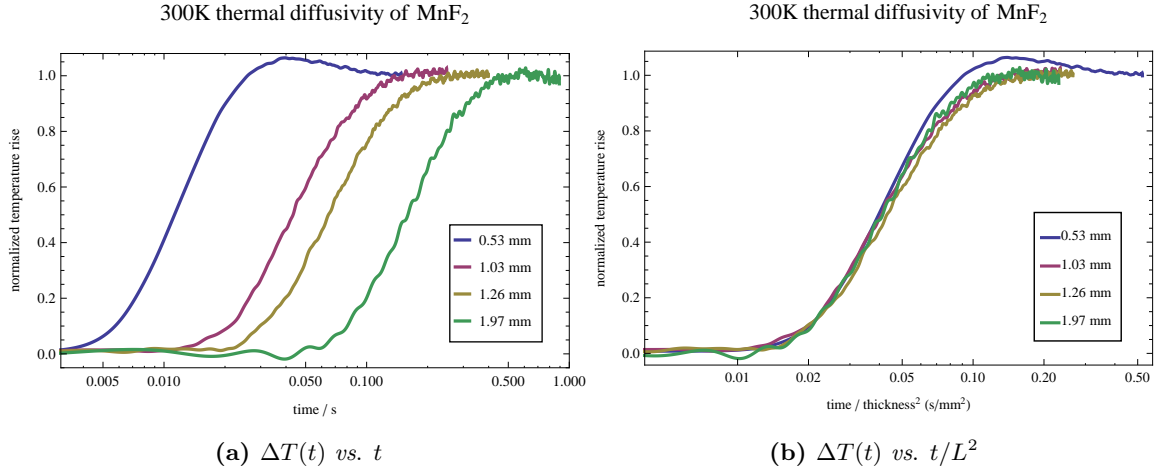 300K thermal diffusivity of MnF₂
normalized temperature rise
1.0
0.8
0.6
0.4
0.2
0.0
0.53 mm
1.03 mm
1.26 mm
1.97 mm
0.005 0.010 0.050 0.100 0.500 1.000
time / s
(a) ΔT(t) vs. t
300K thermal diffusivity of MnF₂
normalized temperature rise
1.0
0.8
0.6
0.4
0.2
0.0
0.53 mm
1.03 mm
1.26 mm
1.97 mm
0.01 0.02 0.05 0.10 0.20 0.50
time / thickness² (s/mm²)
(b) ΔT(t) vs. t/L²